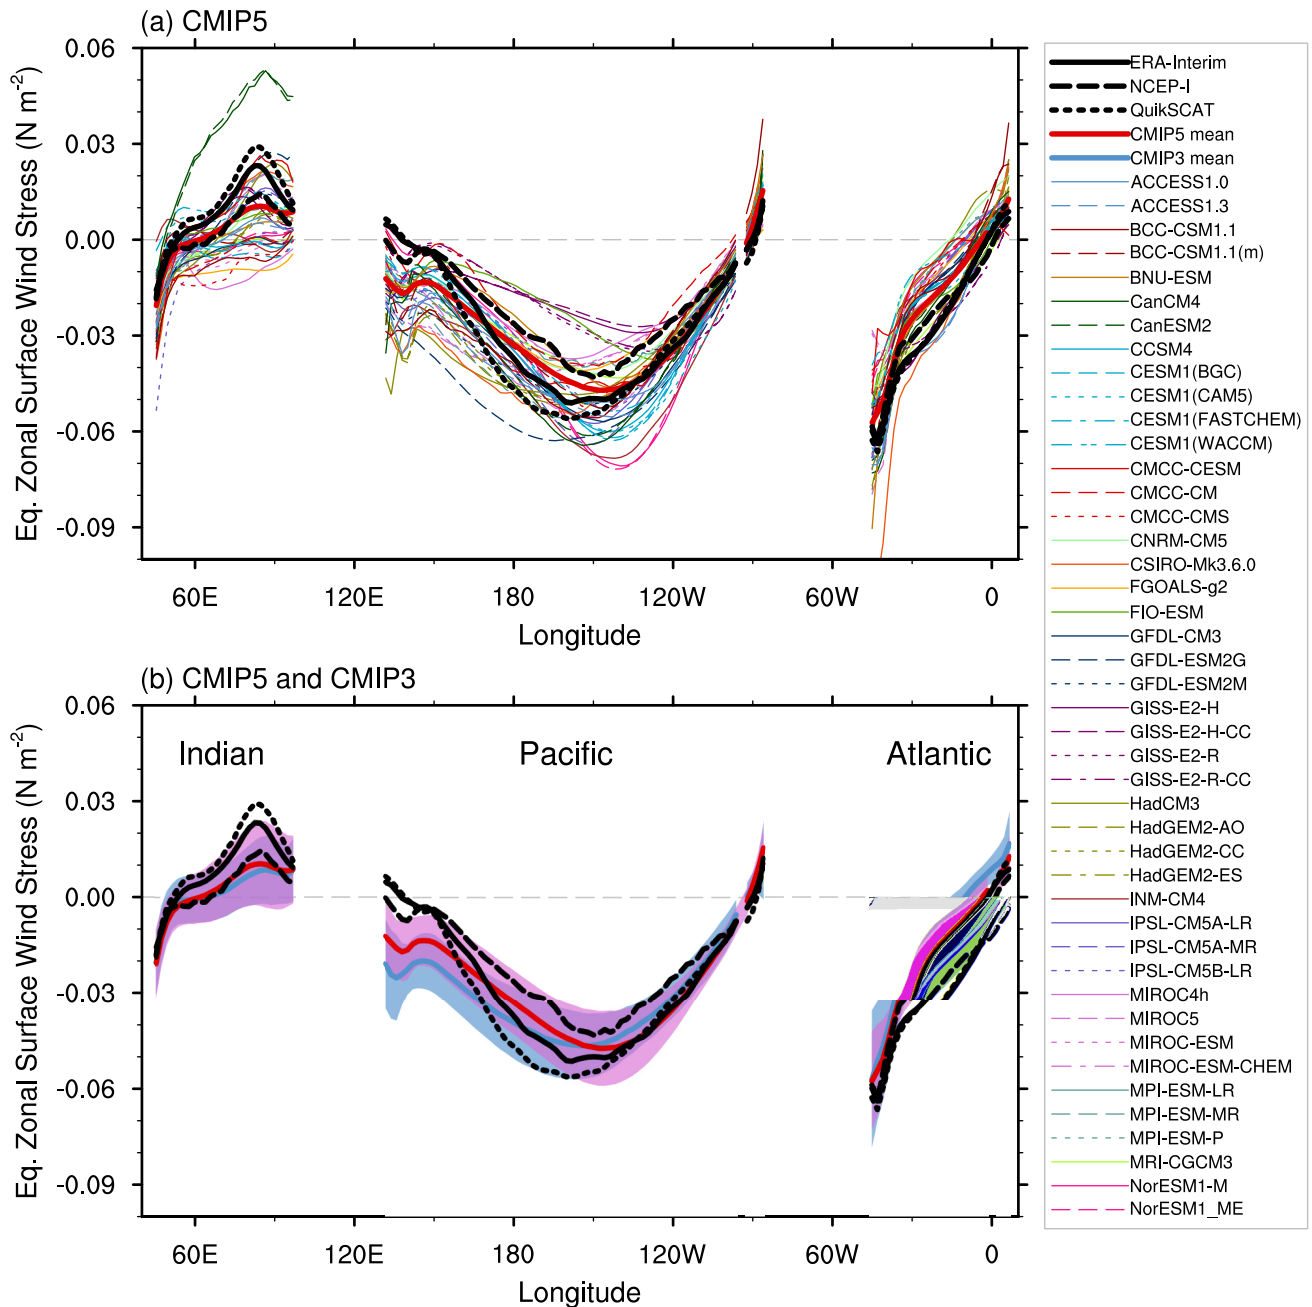 (a) CMIP5
Eq. Zonal Surface Wind Stress (N m-2)
0.06
0.03
0.00
-0.03
-0.06
-0.09
60E 120E 180 120W 60W 0
Longitude
(b) CMIP5 and CMIP3
Eq. Zonal Surface Wind Stress (N m-2)
0.06
0.03
0.00
-0.03
-0.06
-0.09
Indian Pacific Atlantic
60E 120E 180 120W 60W 0
Longitude
ERA-Interim
NCEP-I
QuikSCAT
CMIP5 mean
CMIP3 mean
ACCESS1.0
ACCESS1.3
BCC-CSM1.1
BCC-CSM1.1(m)
BNU-ESM
CanCM4
CanESM2
CCSM4
CESM1(BGC)
CESM1(CAM5)
CESM1(FASTCHEM)
CESM1(WACCM)
CMCC-CESM
CMCC-CM
CMCC-CMS
CNRM-CM5
CSIRO-Mk3.6.0
FGOALS-g2
FIO-ESM
GFDL-CM3
GFDL-ESM2G
GFDL-ESM2M
GISS-E2-H
GISS-E2-H-CC
GISS-E2-R
GISS-E2-R-CC
HadCM3
HadGEM2-AO
HadGEM2-CC
HadGEM2-ES
INM-CM4
IPSL-CM5A-LR
IPSL-CM5A-MR
IPSL-CM5B-LR
MIROC4h
MIROC5
MIROC-ESM
MIROC-ESM-CHEM
MPI-ESM-LR
MPI-ESM-MR
MPI-ESM-P
MRI-CGCM3
NorESM1-M
NorESM1_ME